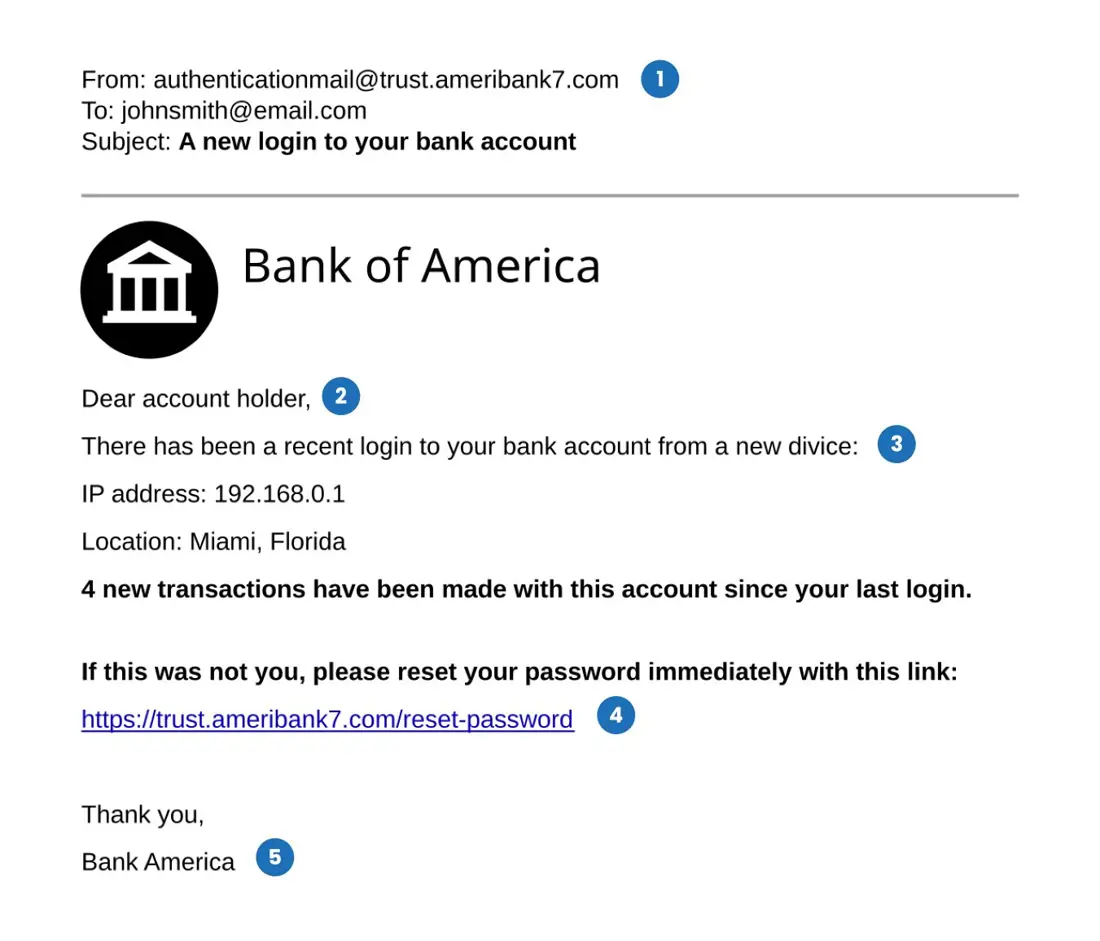 From: authenticationmail@trust.ameribank7.com 1
To: johnsmith@email.com
Subject: A new login to your bank account
Bank of America
Dear account holder, 2
There has been a recent login to your bank account from a new divice: 3
IP address: 192.168.0.1
Location: Miami, Florida
4 new transactions have been made with this account since your last login.
If this was not you, please reset your password immediately with this link:
https://trust.ameribank7.com/reset-password 4
Thank you,
Bank America 5